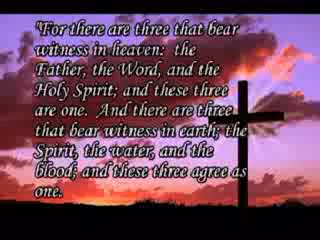 "For there are three that bear
witness in heaven:  the
Father, the Word, and the
Holy Spirit; and these three
are one.  And there are three
that bear witness in earth; the
Spirit, the water, and the
blood; and these three agree as
one.